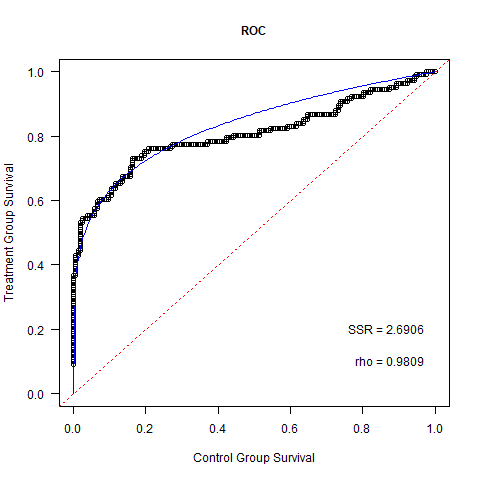 ROC
Treatment Group Survival
1.0
0.8
0.6
0.4
0.2
0.0
SSR = 2.6906
rho = 0.9809
0.0 0.2 0.4 0.6 0.8 1.0
Control Group Survival